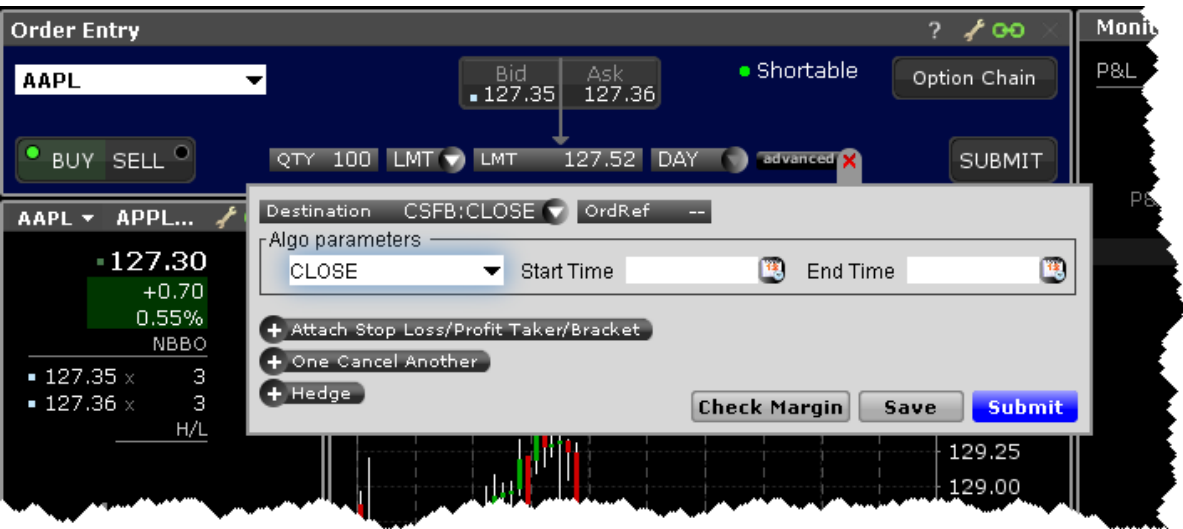 Order Entry ?
Monit
AAPL
Bid Ask
127.35 127.36
Shortable
Option Chain
P&L
BUY SELL
QTY 100 LMT LMT 127.52 DAY advanced
SUBMIT
AAPL APPL...
Destination CSFB:CLOSE OrdRef --
Algo parameters
CLOSE Start Time End Time
127.30
+0.70
0.55%
NBBO
127.35 x 3
127.36 x 3
H/L
Attach Stop Loss/Profit Taker/Bracket
One Cancel Another
Hedge
Check Margin Save Submit
129.25
129.00